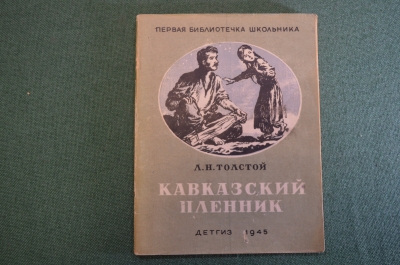 ПЕРВАЯ БИБЛИОТЕЧКА ШКОЛЬНИКА
Л.Н.ТОЛСТОЙ
КАВКАЗСКИЙ
ПЛЕННИК
ДЕТГИЗ 1945